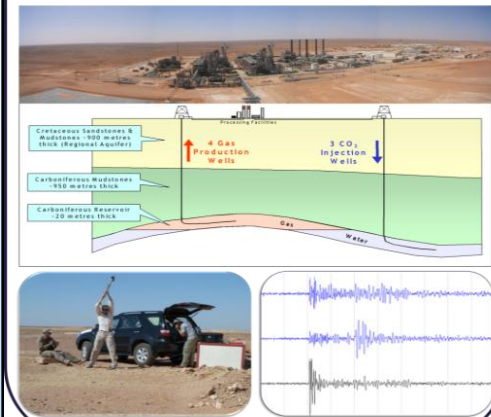 Processing Facilities
Cretaceous Sandstones &
Mudstones ~900 metres
thick (Regional Aquifer)
4 Gas
Production
Wells
3 CO₂
Injection
Wells
Carboniferous Mudstones
~950 metres thick
Carboniferous Reservoir
~20 metres thick
Gas
Water